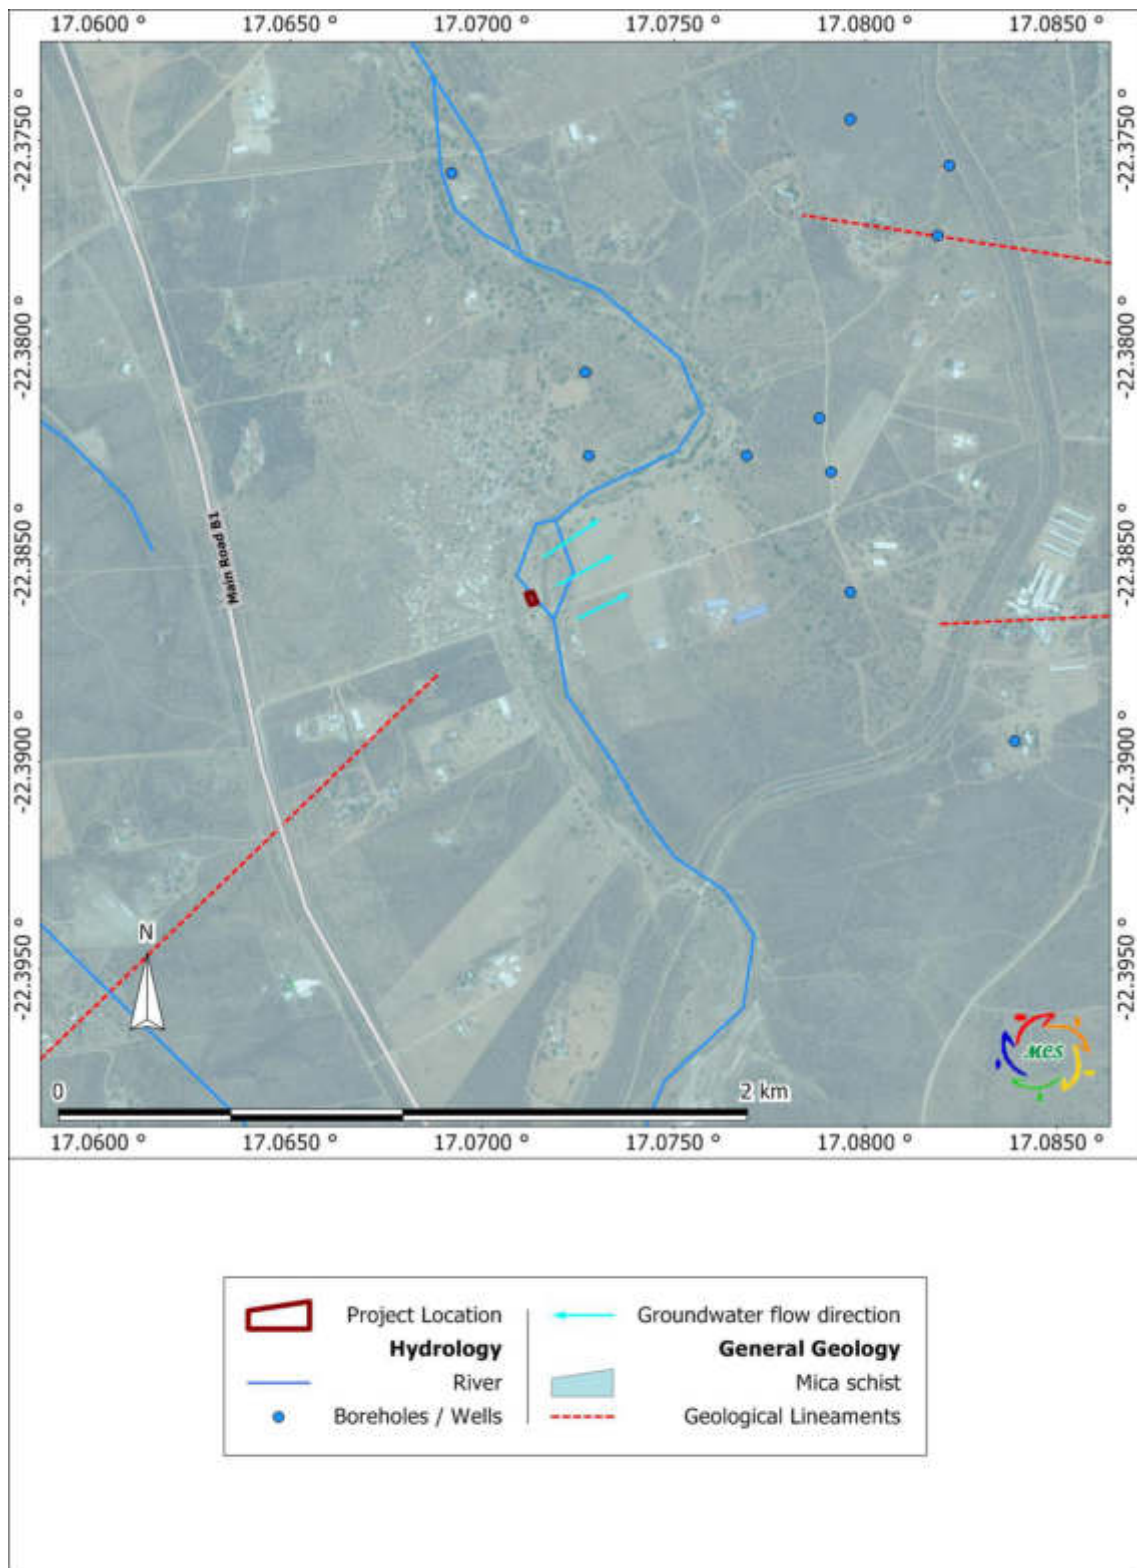 17.0600 ° 17.0650 ° 17.0700 ° 17.0750 ° 17.0800 ° 17.0850 °
-22.3750 ° -22.3750 °
-22.3800 ° -22.3800 °
-22.3850 ° -22.3850 °
Main Road B1
-22.3900 ° -22.3900 °
-22.3950 ° -22.3950 °
N
MCS
0 2 km
17.0600 ° 17.0650 ° 17.0700 ° 17.0750 ° 17.0800 ° 17.0850 °
Project Location
Hydrology
River
Boreholes / Wells
Groundwater flow direction
General Geology
Mica schist
Geological Lineaments